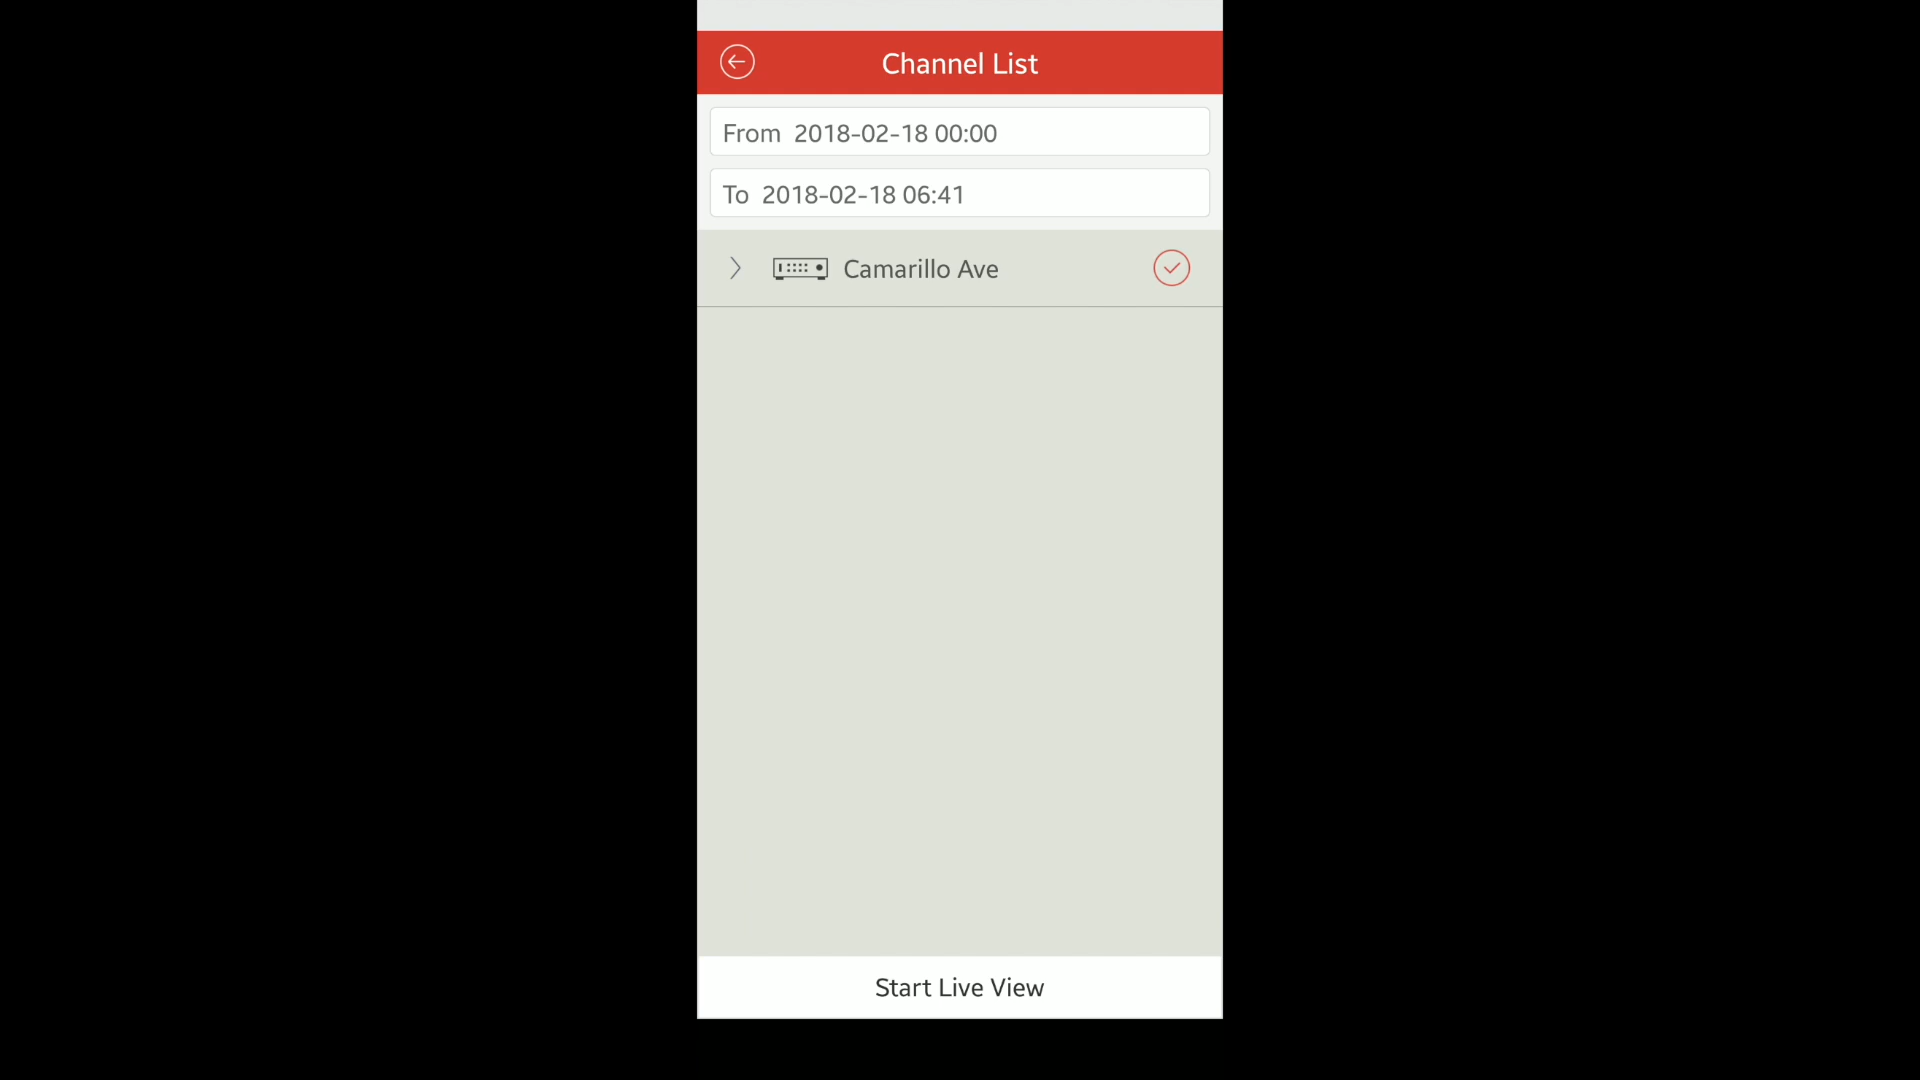 Channel List
From 2018-02-18 00:00
To 2018-02-18 06:41
Camarillo Ave
Start Live View